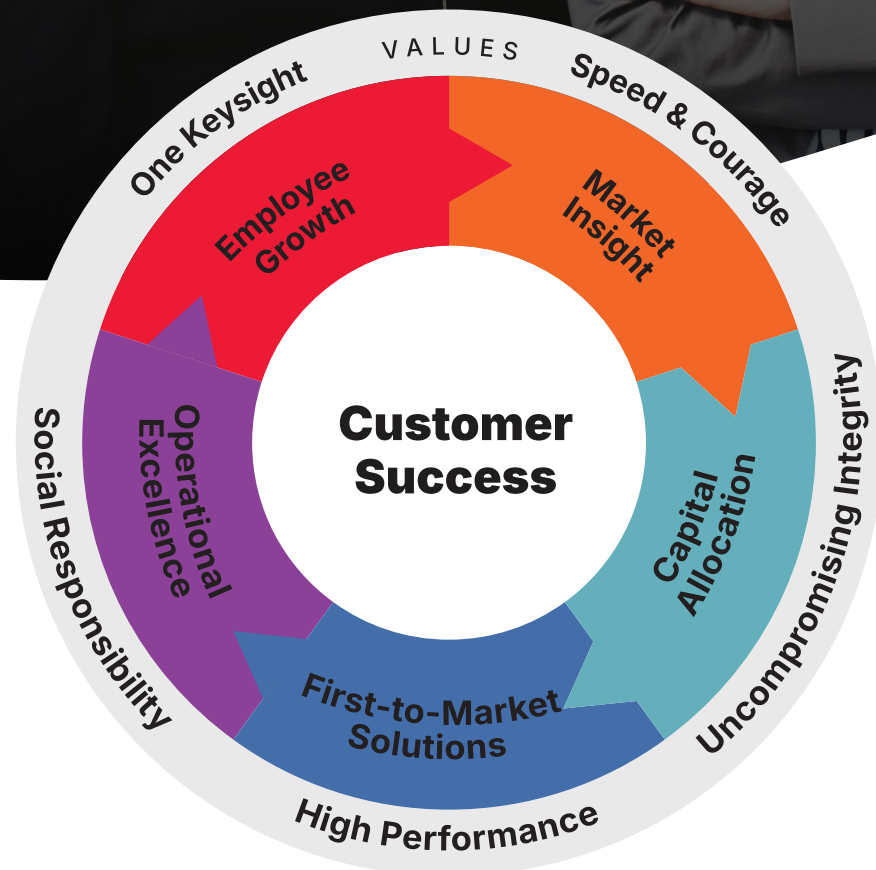 VALUES
One Keysight
Speed & Courage
Uncompromising Integrity
High Performance
Social Responsibility
Employee
Growth
Market
Insight
Capital
Allocation
First-to-Market
Solutions
Operational
Excellence
Customer
Success